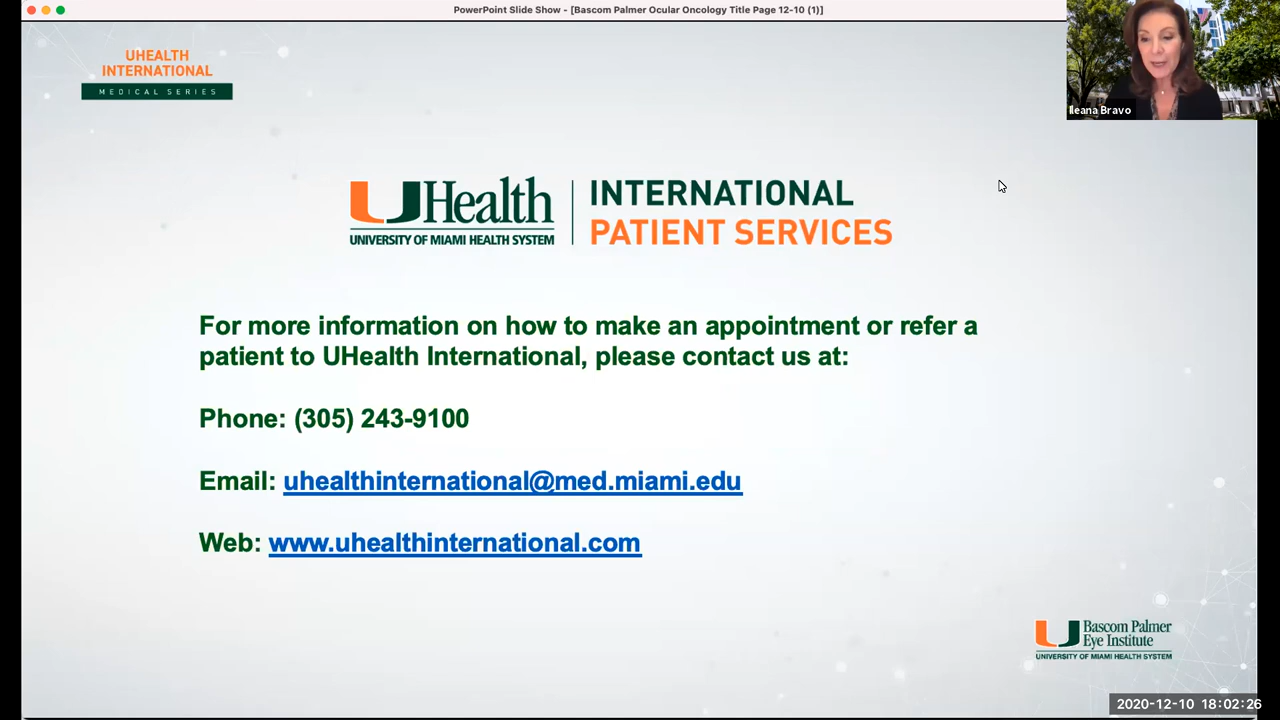 PowerPoint Slide Show - [Bascom Palmer Ocular Oncology Title Page 12-10 (1)]
UHEALTH
INTERNATIONAL
MEDICAL SERIES
Ileana Bravo
UHealth
UNIVERSITY OF MIAMI HEALTH SYSTEM
INTERNATIONAL
PATIENT SERVICES
For more information on how to make an appointment or refer a
patient to UHealth International, please contact us at:
Phone: (305) 243-9100
Email: uhealthinternational@med.miami.edu
Web: www.uhealthinternational.com
Bascom Palmer
Eye Institute
UNIVERSITY OF MIAMI HEALTH SYSTEM
2020-12-10 18:02:26